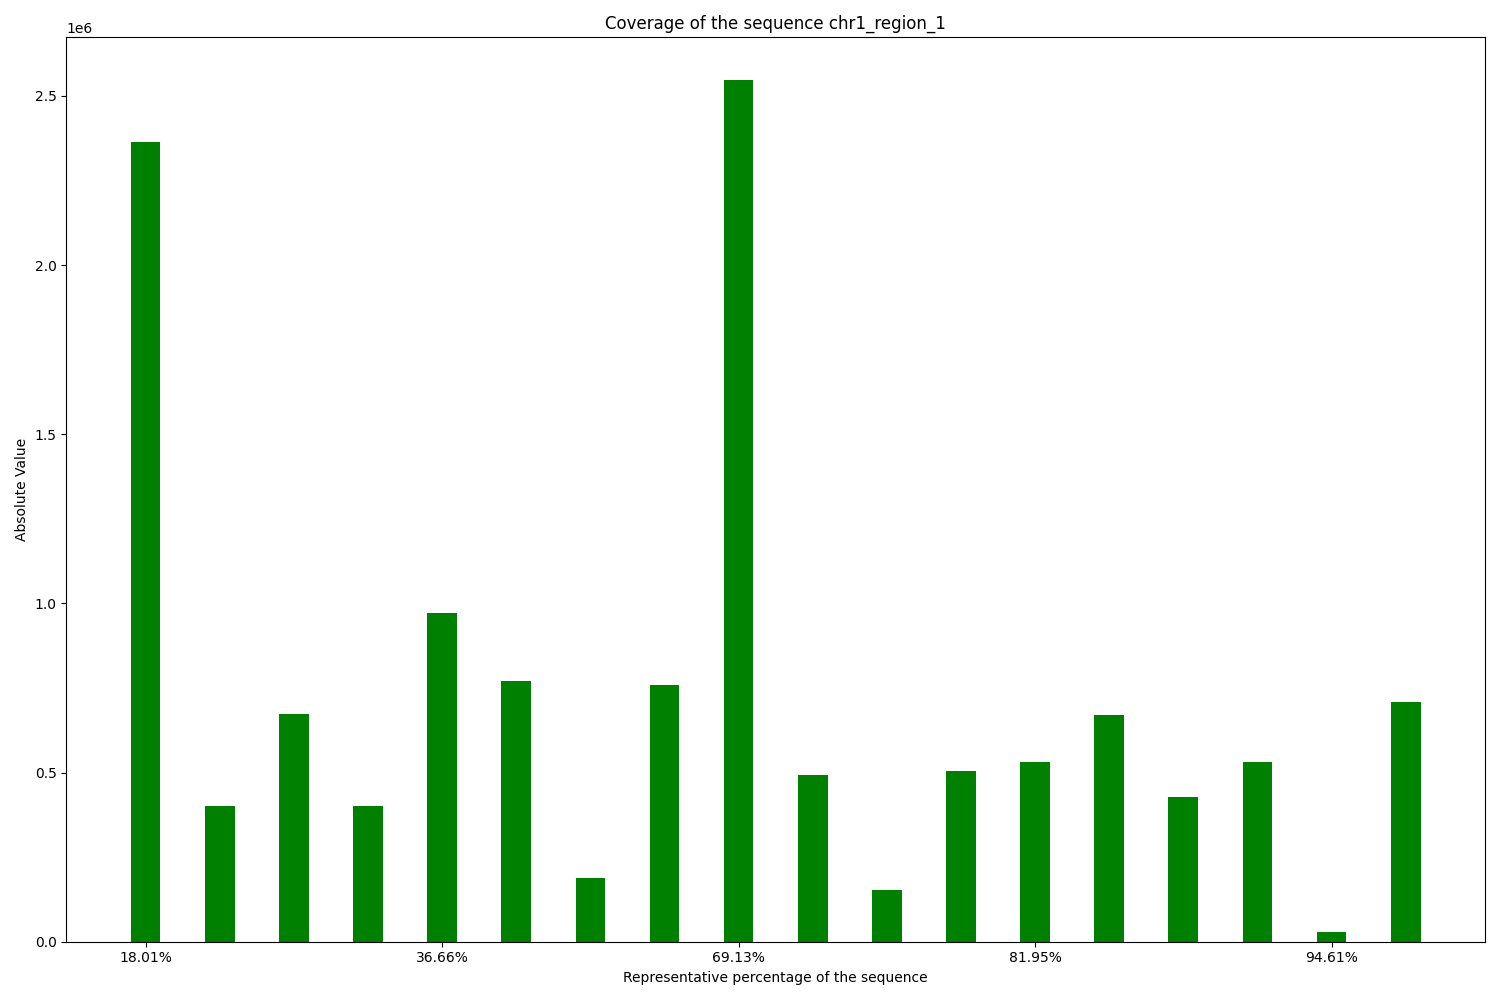 Coverage of the sequence chr1_region_1
1e6
2.5
2.0
1.5
1.0
0.5
0.0
Absolute Value
18.01% 36.66% 69.13% 81.95% 94.61%
Representative percentage of the sequence